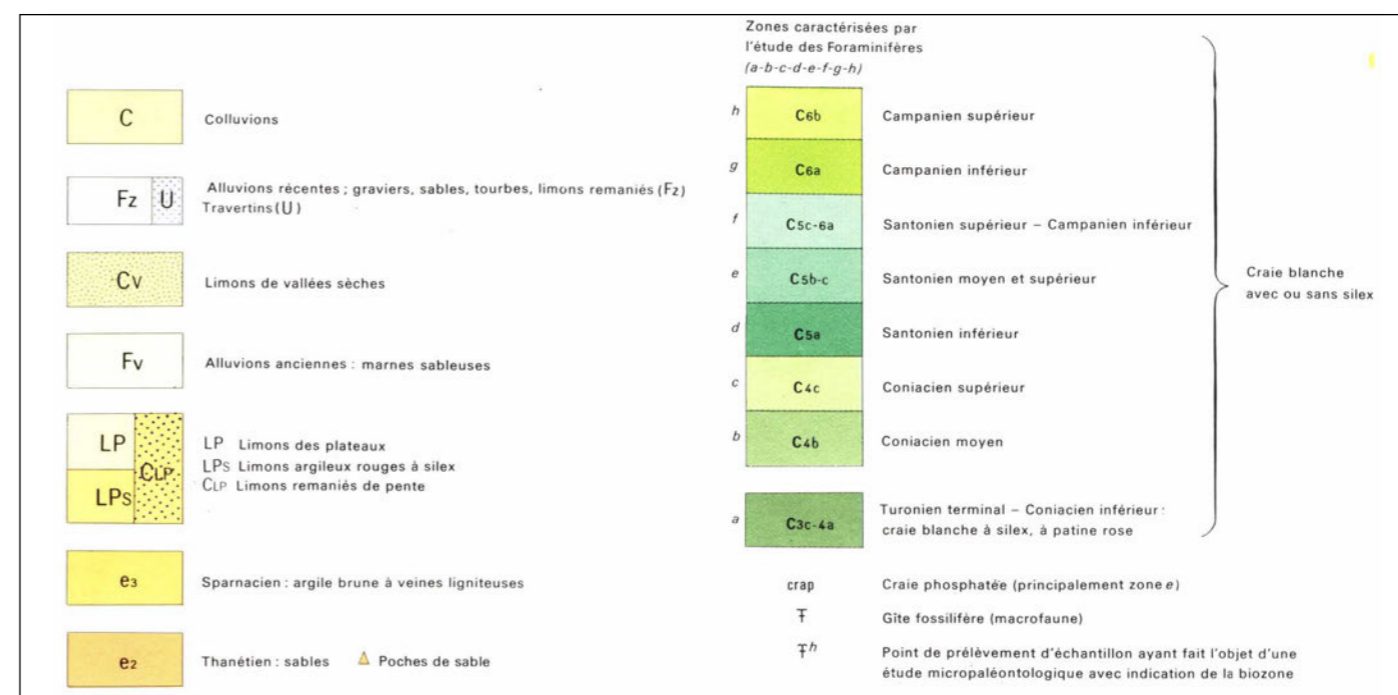 C
Colluvions
Fz U
Alluvions récentes ; graviers, sables, tourbes, limons remaniés (Fz)
Travertins (U)
Cv
Limons de vallées sèches
Fv
Alluvions anciennes : marnes sableuses
LP
CLP
LPs
LP Limons des plateaux
LPs Limons argileux rouges à silex
CLP Limons remaniés de pente
e3
Sparnacien : argile brune à veines ligniteuses
e2
Thanétien : sables
Poches de sable
Zones caractérisées par
l'étude des Foraminifères
(a-b-c-d-e-f-g-h)
h C6b Campanien supérieur
g C6a Campanien inférieur
f C5c-6a Santonien supérieur – Campanien inférieur
e C5b-c Santonien moyen et supérieur
d C5a Santonien inférieur
c C4c Coniacien supérieur
b C4b Coniacien moyen
a C3c-4a Turonien terminal – Coniacien inférieur :
craie blanche à silex, à patine rose
Craie blanche
avec ou sans silex
crap Craie phosphatée (principalement zone e)
Ŧ Gîte fossilifère (macrofaune)
Ŧh Point de prélèvement d'échantillon ayant fait l'objet d'une
étude micropaléontologique avec indication de la biozone